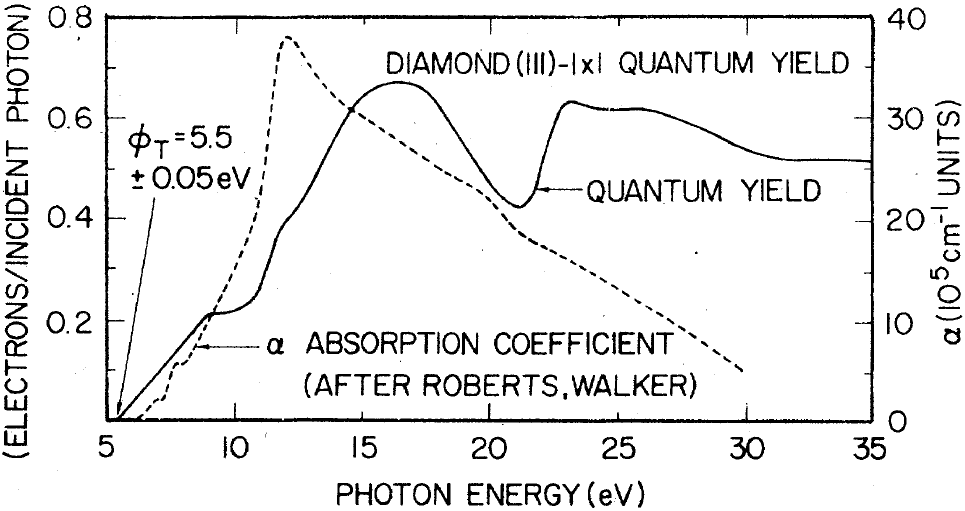 (ELECTRONS/INCIDENT PHOTON)
0.8
0.6
0.4
0.2
DIAMOND (III)-IxI QUANTUM YIELD
ϕT=5.5
±0.05eV
QUANTUM YIELD
α ABSORPTION COEFFICIENT
(AFTER ROBERTS, WALKER)
40
30
20
10
0
α (10⁵cm⁻¹ UNITS)
5 10 15 20 25 30 35
PHOTON ENERGY (eV)